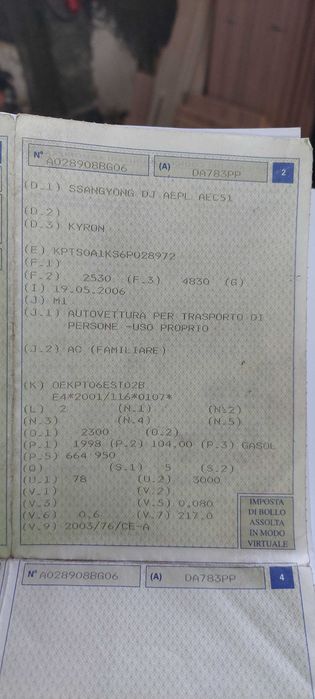 N° A028908BG06 (A) DA783PP 2
(D.1) SSANGYONG DJ AEPL AEC51
(D.2)
(D.3) KYRON
(E) KPTS0A1KS6P028972
(F.1)
(F.2) 2530 (F.3) 4830 (G)
(I) 19.05.2006
(J) M1
(J.1) AUTOVETTURA PER TRASPORTO DI
PERSONE -USO PROPRIO
(J.2) AC (FAMILIARE)
(K) OEKPT06EST02B
E4*2001/116*0107*
(L) 2 (N.1) (N.2)
(N.3) (N.4) (N.5)
(O.1) 2300 (O.2)
(P.1) 1998 (P.2) 104,00 (P.3) GASOL
(P.5) 664 950
(Q) (S.1) 5 (S.2)
(U.1) 78 (U.2) 3000
(V.1) (V.2)
(V.3) (V.5) 0,080
(V.6) 0,6 (V.7) 217,0
(V.9) 2003/76/CE-A
IMPOSTA
DI BOLLO
ASSOLTA
IN MODO
VIRTUALE
N° A028908BG06 (A) DA783PP 4